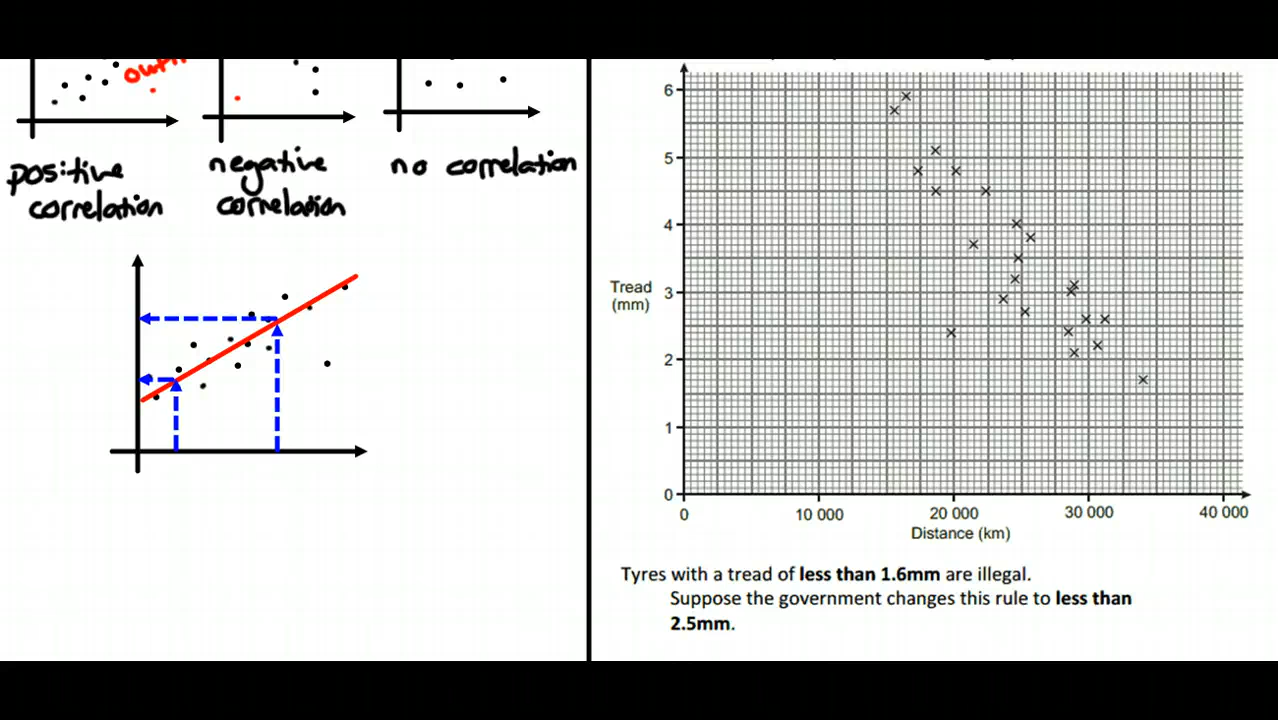 positive
correlation
negative
correlation
no correlation
6
5
4
3
2
1
0
Tread
(mm)
0
10 000
20 000
30 000
40 000
Distance (km)
Tyres with a tread of less than 1.6mm are illegal.
Suppose the government changes this rule to less than
2.5mm.